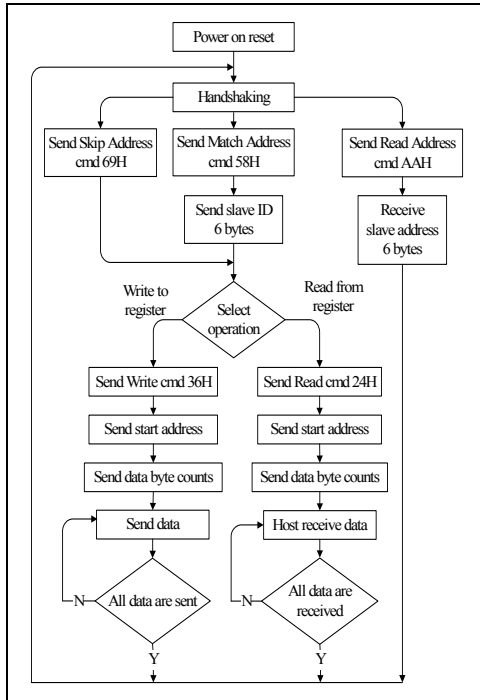 Power on reset
Handshaking
Send Skip Address
cmd 69H
Send Match Address
cmd 58H
Send Read Address
cmd AAH
Send slave ID
6 bytes
Receive
slave address
6 bytes
Write to
register
Select
operation
Read from
register
Send Write cmd 36H
Send Read cmd 24H
Send start address
Send start address
Send data byte counts
Send data byte counts
Send data
Host receive data
N
All data are sent
N
All data are
received
Y
Y